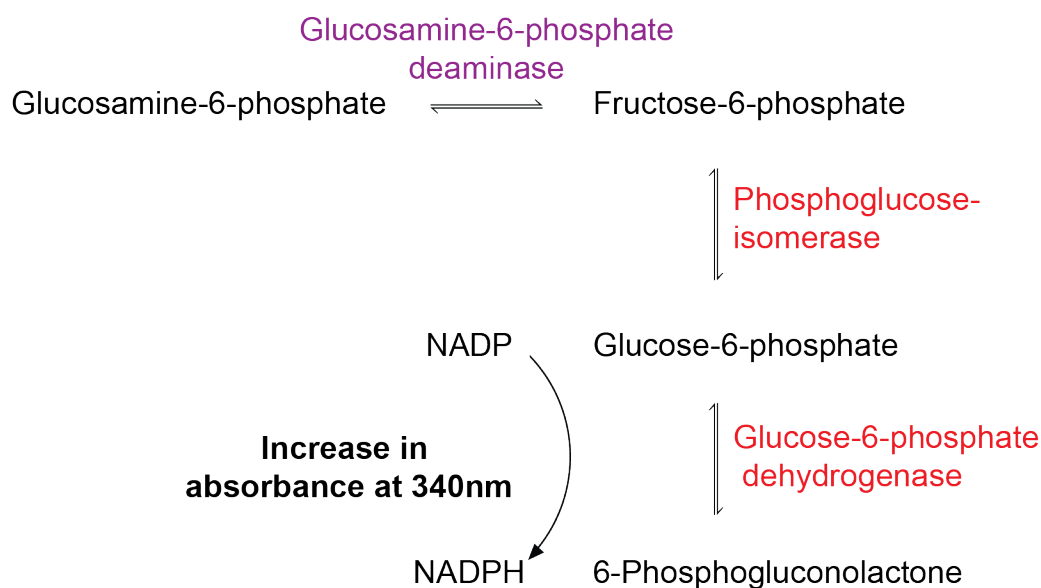 Glucosamine-6-phosphate
deaminase
Glucosamine-6-phosphate
Fructose-6-phosphate
Phosphoglucose-
isomerase
NADP
Glucose-6-phosphate
Increase in
absorbance at 340nm
Glucose-6-phosphate
dehydrogenase
NADPH
6-Phosphogluconolactone